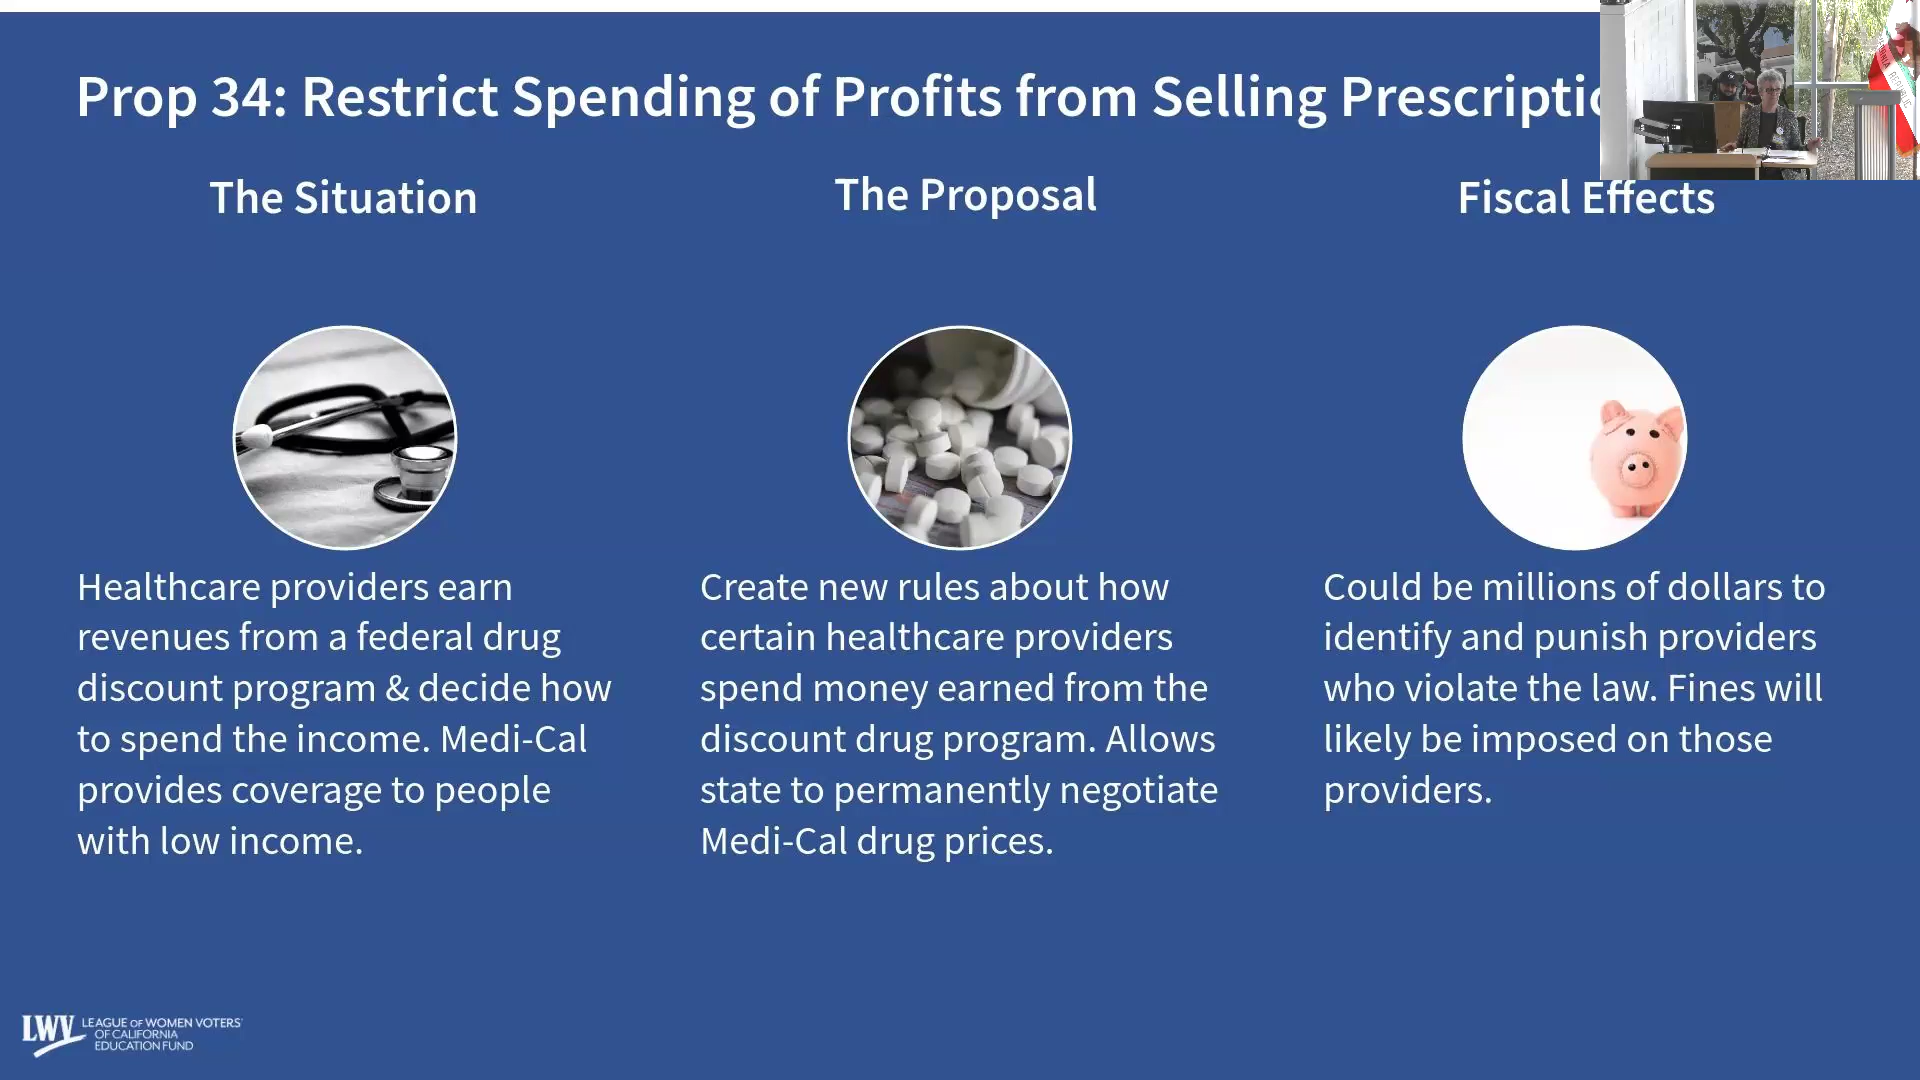 Prop 34: Restrict Spending of Profits from Selling
The Situation
The Proposal
Fiscal Effects
Healthcare providers earn
revenues from a federal drug
discount program & decide how
to spend the income. Medi-Cal
provides coverage to people
with low income.
Create new rules about how
certain healthcare providers
spend money earned from the
discount drug program. Allows
state to permanently negotiate
Medi-Cal drug prices.
Could be millions of dollars to
identify and punish providers
who violate the law. Fines will
likely be imposed on those
providers.
LWV LEAGUE OF WOMEN VOTERS'
OF CALIFORNIA
EDUCATION FUND